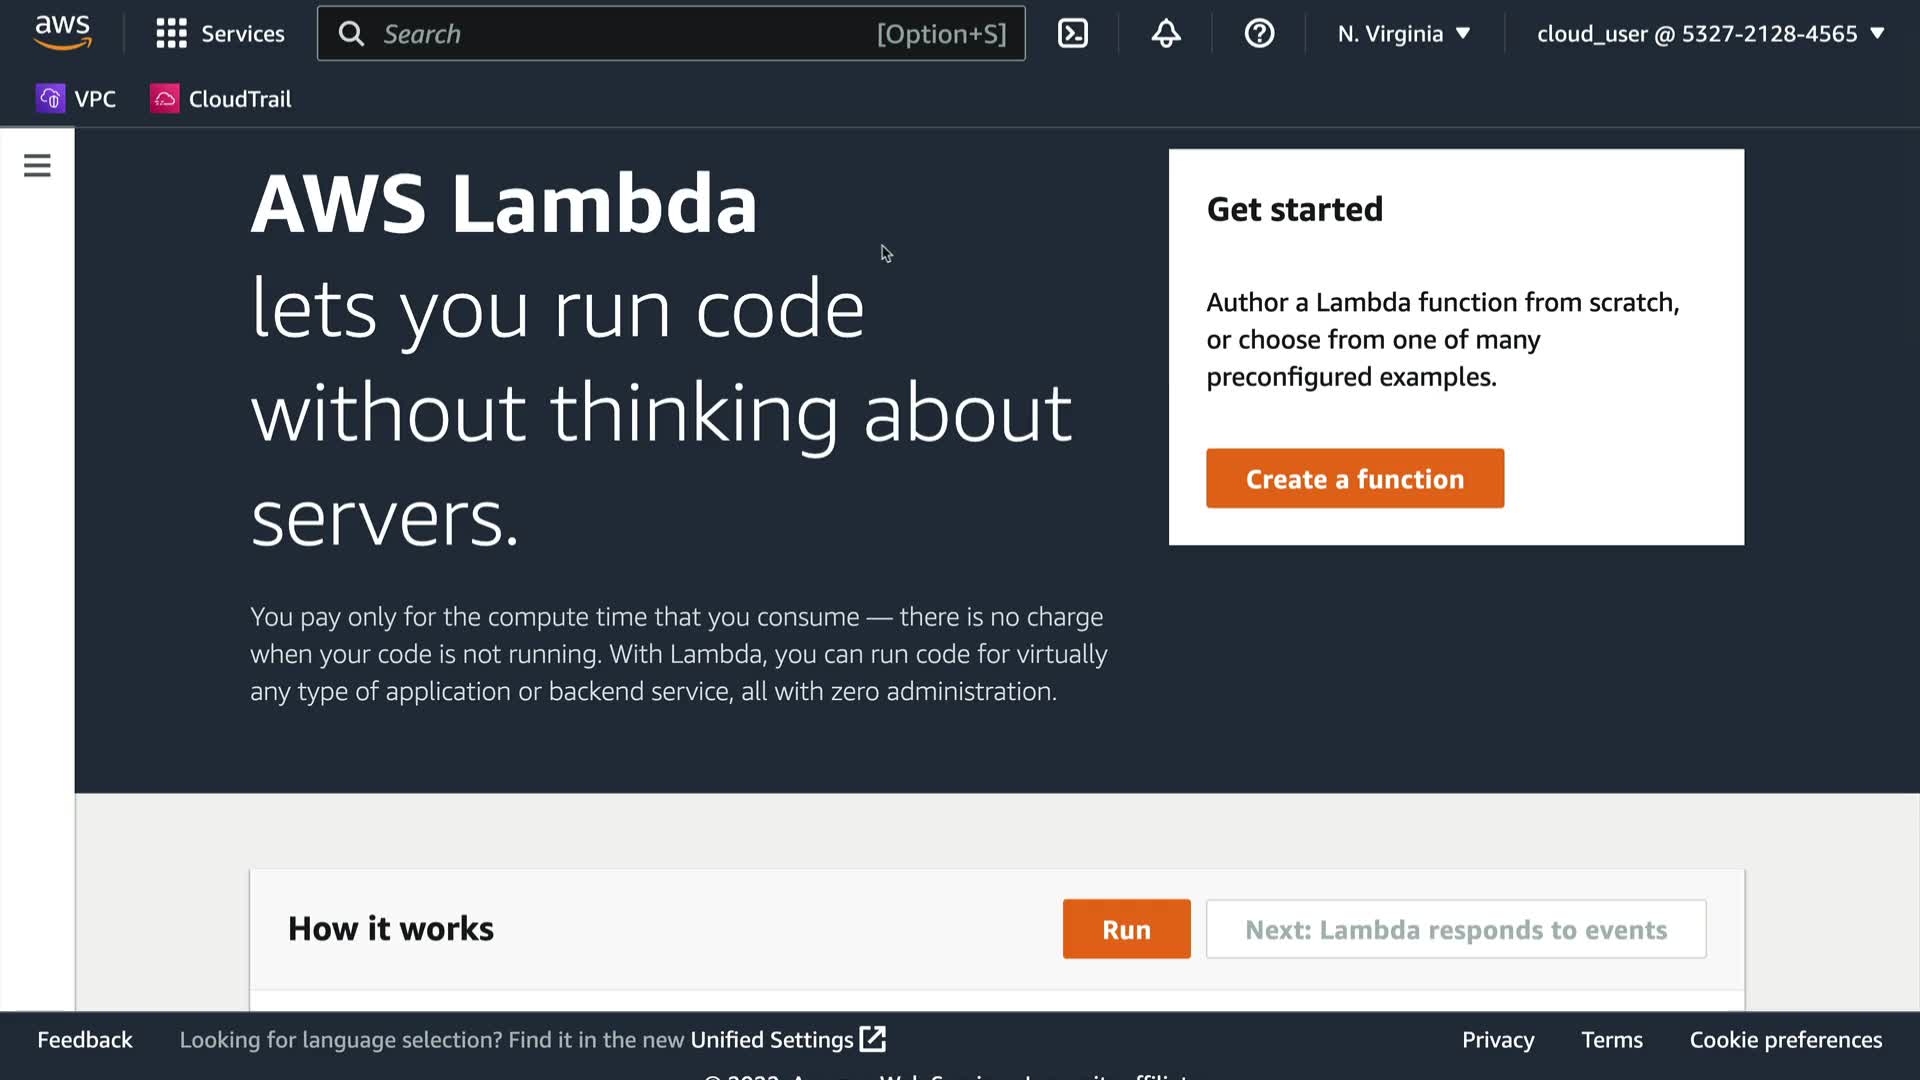 aws
Services
Search
[Option+S]
N. Virginia
cloud_user @ 5327-2128-4565
VPC
CloudTrail
AWS Lambda
lets you run code
without thinking about
servers.
You pay only for the compute time that you consume — there is no charge
when your code is not running. With Lambda, you can run code for virtually
any type of application or backend service, all with zero administration.
Get started
Author a Lambda function from scratch,
or choose from one of many
preconfigured examples.
Create a function
How it works
Run
Next: Lambda responds to events
Feedback
Looking for language selection? Find it in the new Unified Settings
Privacy
Terms
Cookie preferences